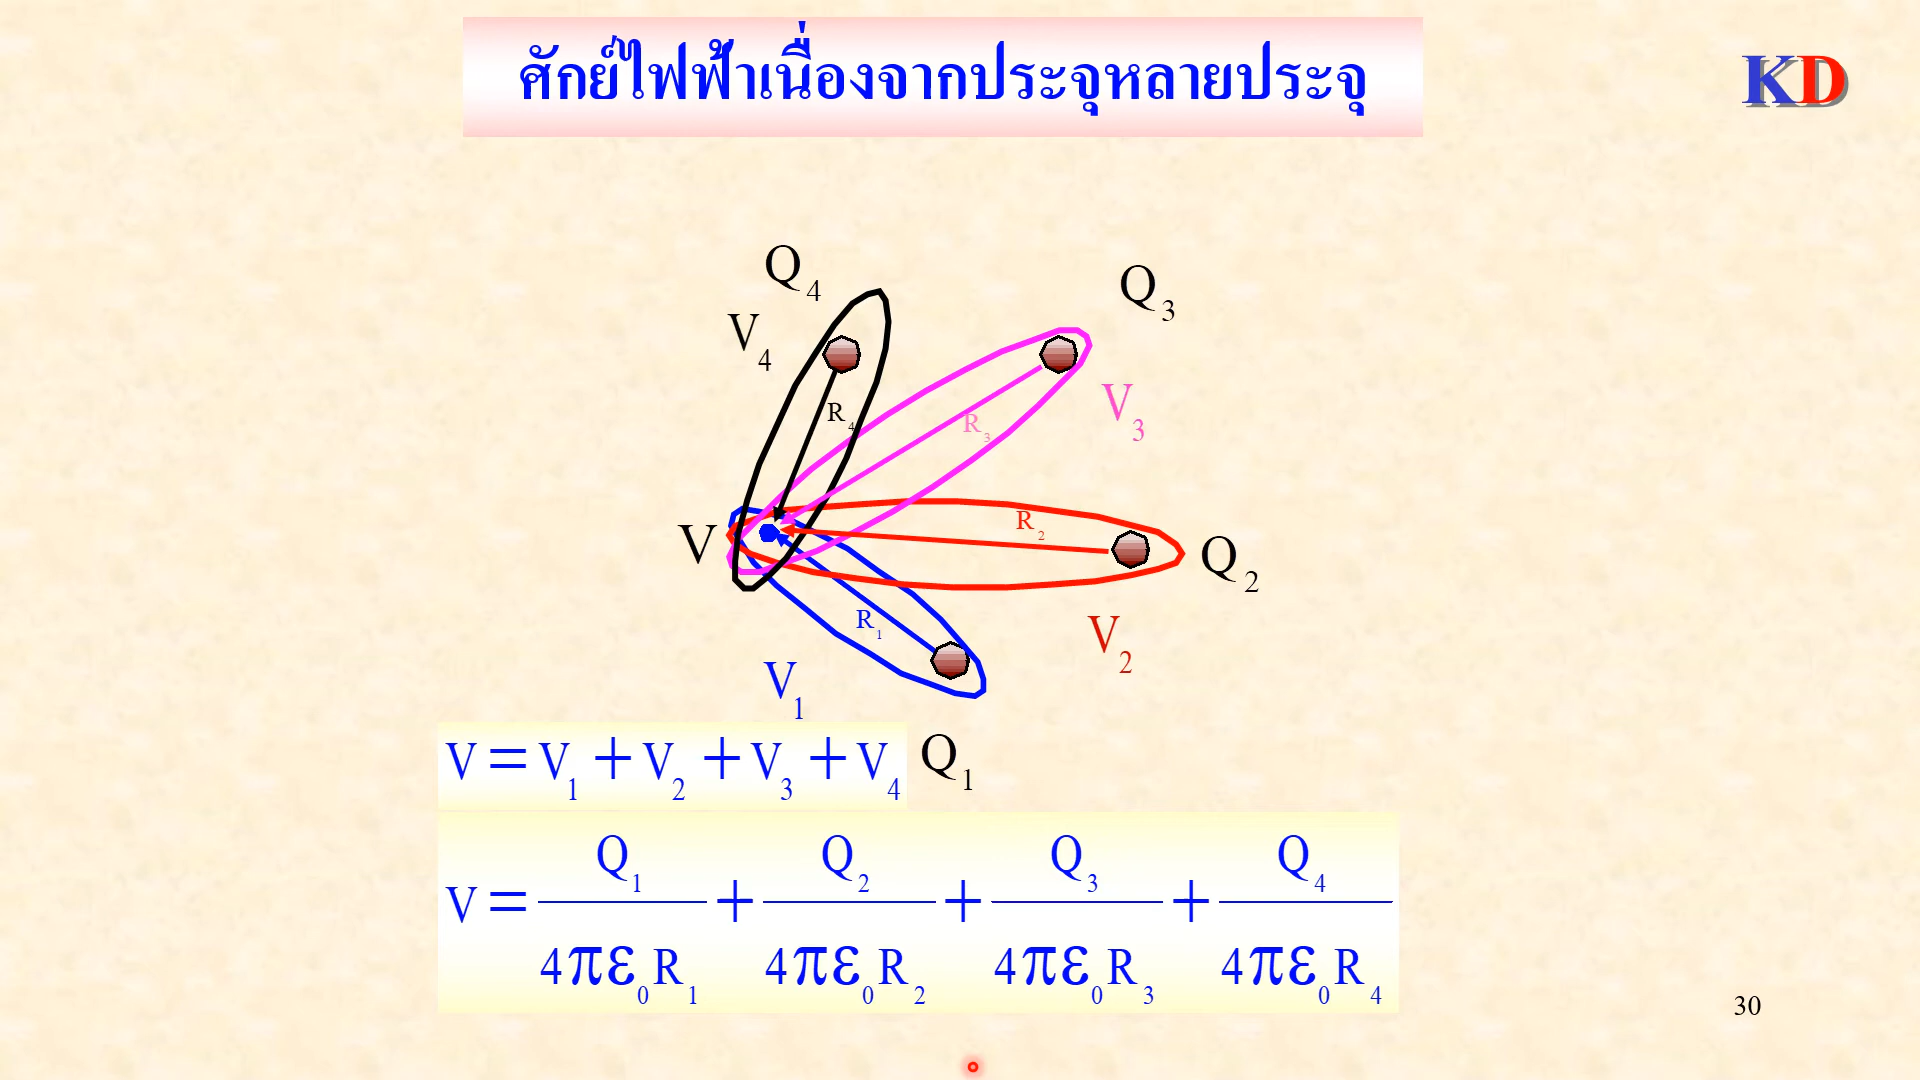 ศักย์ไฟฟ้าเนื่องจากประจุหลายประจุ
KD
Q4
Q3
V4
V3
R4
R3
R2
V
Q2
R1
V2
V1
V = V1 + V2 + V3 + V4
Q1
V = Q1/4πε0R1 + Q2/4πε0R2 + Q3/4πε0R3 + Q4/4πε0R4
30